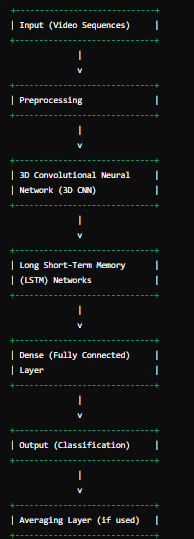 Input (Video Sequences)
v
Preprocessing
v
3D Convolutional Neural
Network (3D CNN)
v
Long Short-Term Memory
(LSTM) Networks
v
Dense (Fully Connected)
Layer
v
Output (Classification)
v
Averaging Layer (if used)